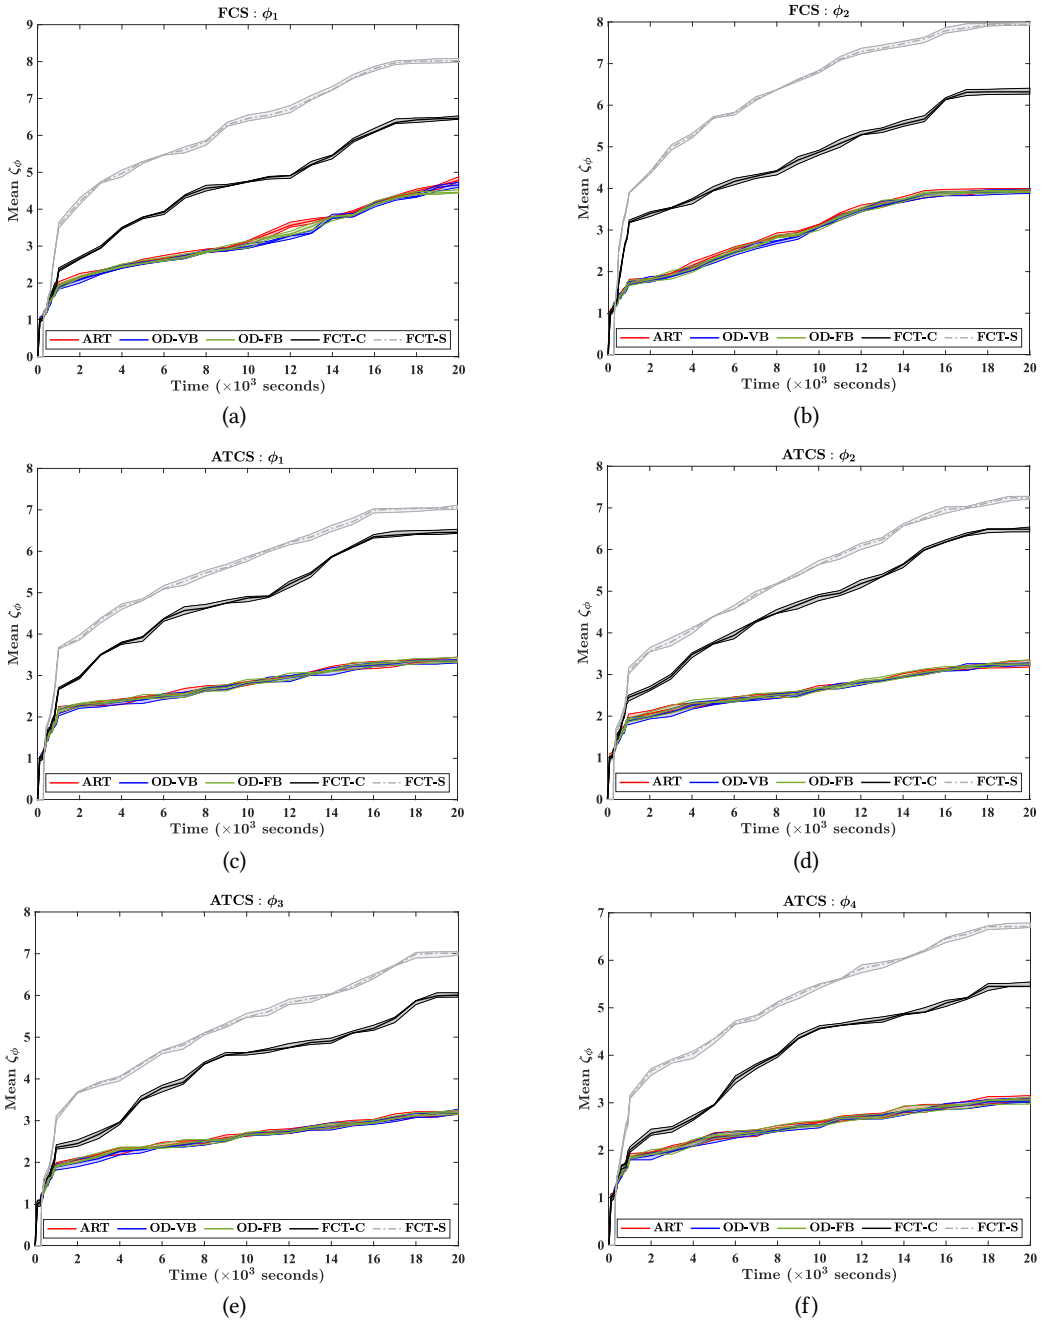 FCS : ϕ₁
Mean ζ_ϕ
9
8
7
6
5
4
3
2
1
0
ART OD-VB OD-FB FCT-C FCT-S
0 2 4 6 8 10 12 14 16 18 20
Time (×10³ seconds)
(a)
FCS : ϕ₂
Mean ζ_ϕ
8
7
6
5
4
3
2
1
0
ART OD-VB OD-FB FCT-C FCT-S
0 2 4 6 8 10 12 14 16 18 20
Time (×10³ seconds)
(b)
ATCS : ϕ₁
Mean ζ_ϕ
8
7
6
5
4
3
2
1
0
ART OD-VB OD-FB FCT-C FCT-S
0 2 4 6 8 10 12 14 16 18 20
Time (×10³ seconds)
(c)
ATCS : ϕ₂
Mean ζ_ϕ
8
7
6
5
4
3
2
1
0
ART OD-VB OD-FB FCT-C FCT-S
0 2 4 6 8 10 12 14 16 18 20
Time (×10³ seconds)
(d)
ATCS : ϕ₃
Mean ζ_ϕ
8
7
6
5
4
3
2
1
0
ART OD-VB OD-FB FCT-C FCT-S
0 2 4 6 8 10 12 14 16 18 20
Time (×10³ seconds)
(e)
ATCS : ϕ₄
Mean ζ_ϕ
7
6
5
4
3
2
1
0
ART OD-VB OD-FB FCT-C FCT-S
0 2 4 6 8 10 12 14 16 18 20
Time (×10³ seconds)
(f)